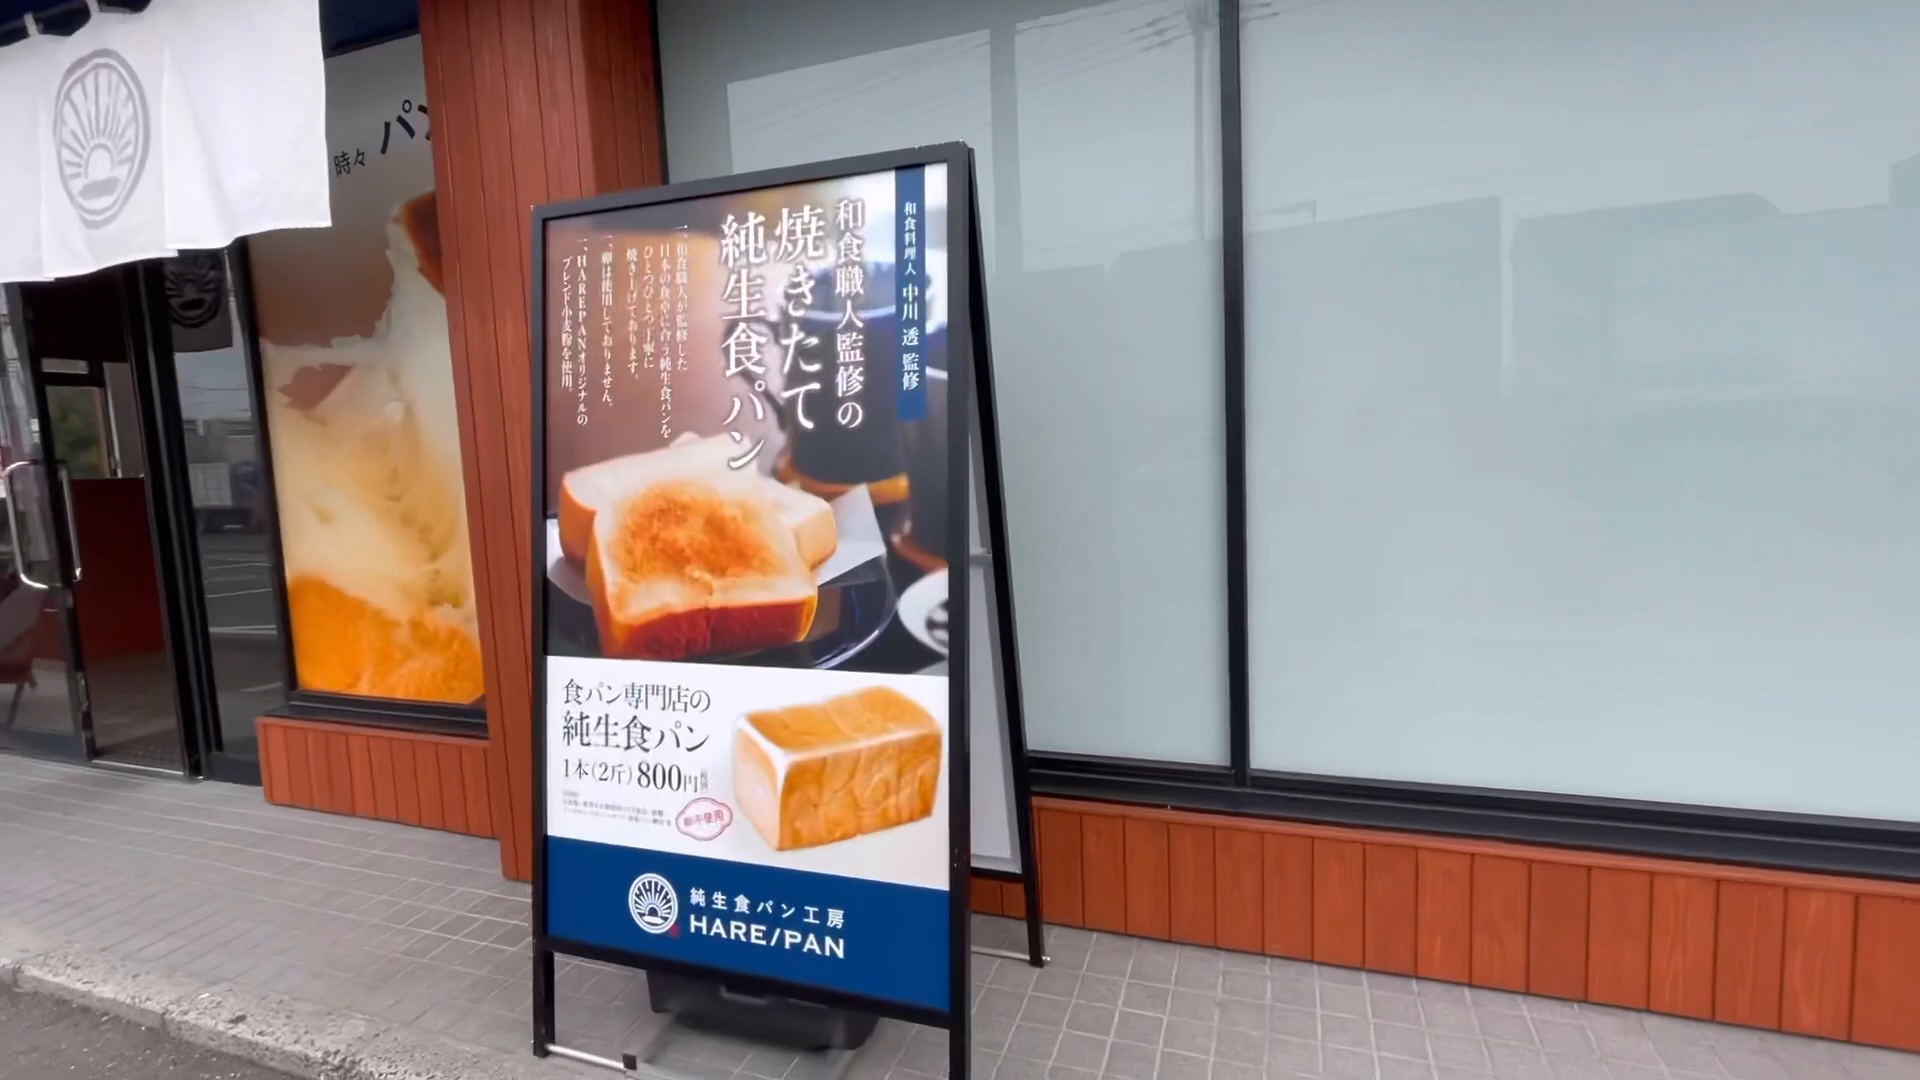 時々 パン
和食料理人 中川 透 監修
和食職人監修の
焼きたて
純生食パン
一、和食職人が監修した
日本の食卓に合う純生食パンを
ひとつひとつ丁寧に
焼き上げております。
一、卵は使用しておりません。
一、HAREPANオリジナルの
ブレンド小麦粉を使用。
食パン専門店の
純生食パン
1本(2斤)800円
卵不使用
純生食パン工房
HARE/PAN